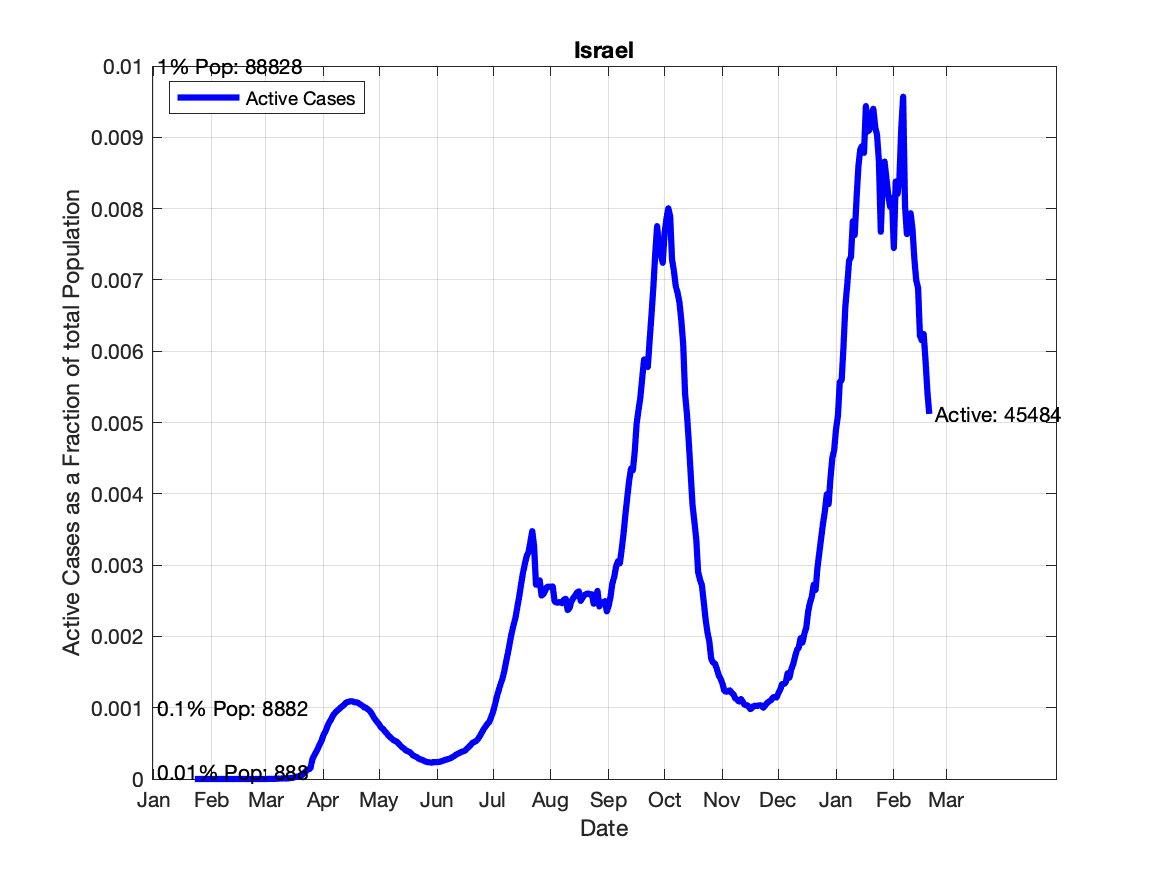 Israel
0.01
1% Pop: 88828
Active Cases
0.009
0.008
0.007
0.006
0.005
Active: 45484
0.004
0.003
0.002
0.001
0.1% Pop: 8882
0
0.01% Pop: 888
Jan Feb Mar Apr May Jun Jul Aug Sep Oct Nov Dec Jan Feb Mar
Date
Active Cases as a Fraction of total Population